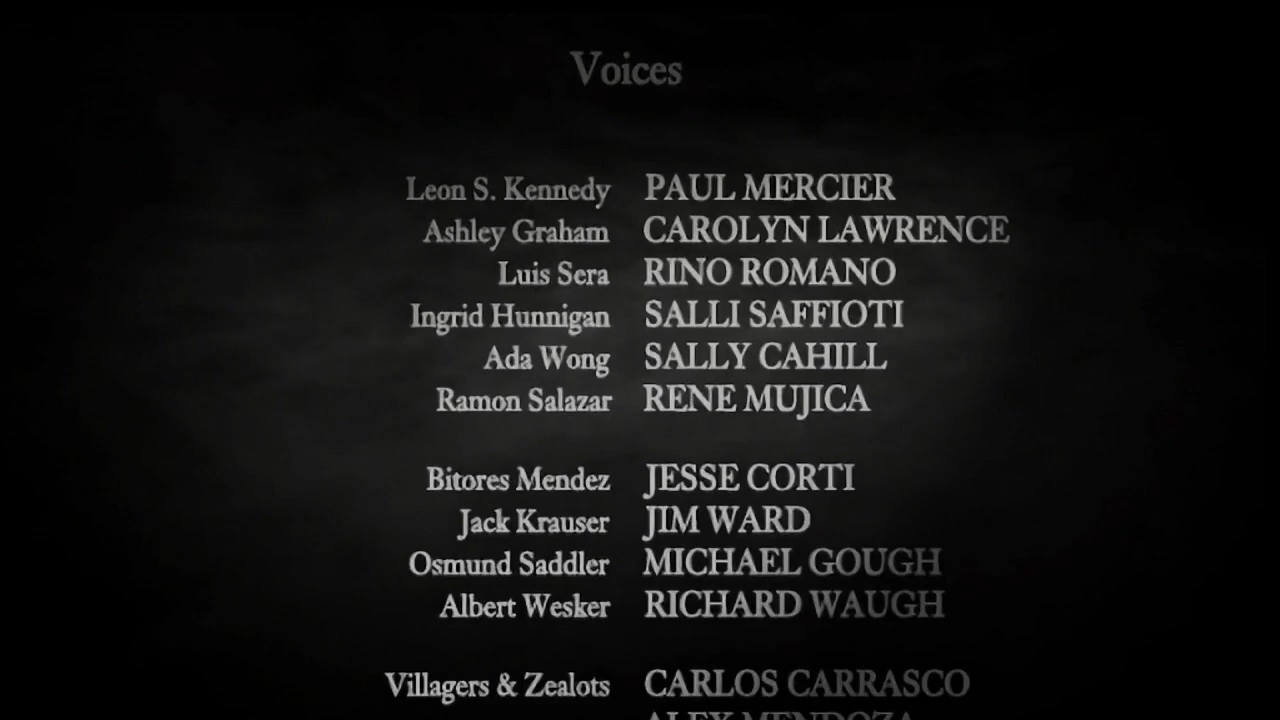 Voices
Leon S. Kennedy PAUL MERCIER
Ashley Graham CAROLYN LAWRENCE
Luis Sera RINO ROMANO
Ingrid Hunnigan SALLI SAFFIOTI
Ada Wong SALLY CAHILL
Ramon Salazar RENE MUJICA
Bitores Mendez JESSE CORTI
Jack Krauser JIM WARD
Osmund Saddler MICHAEL GOUGH
Albert Wesker RICHARD WAUGH
Villagers & Zealots CARLOS CARRASCO
ALEX MENDOZA